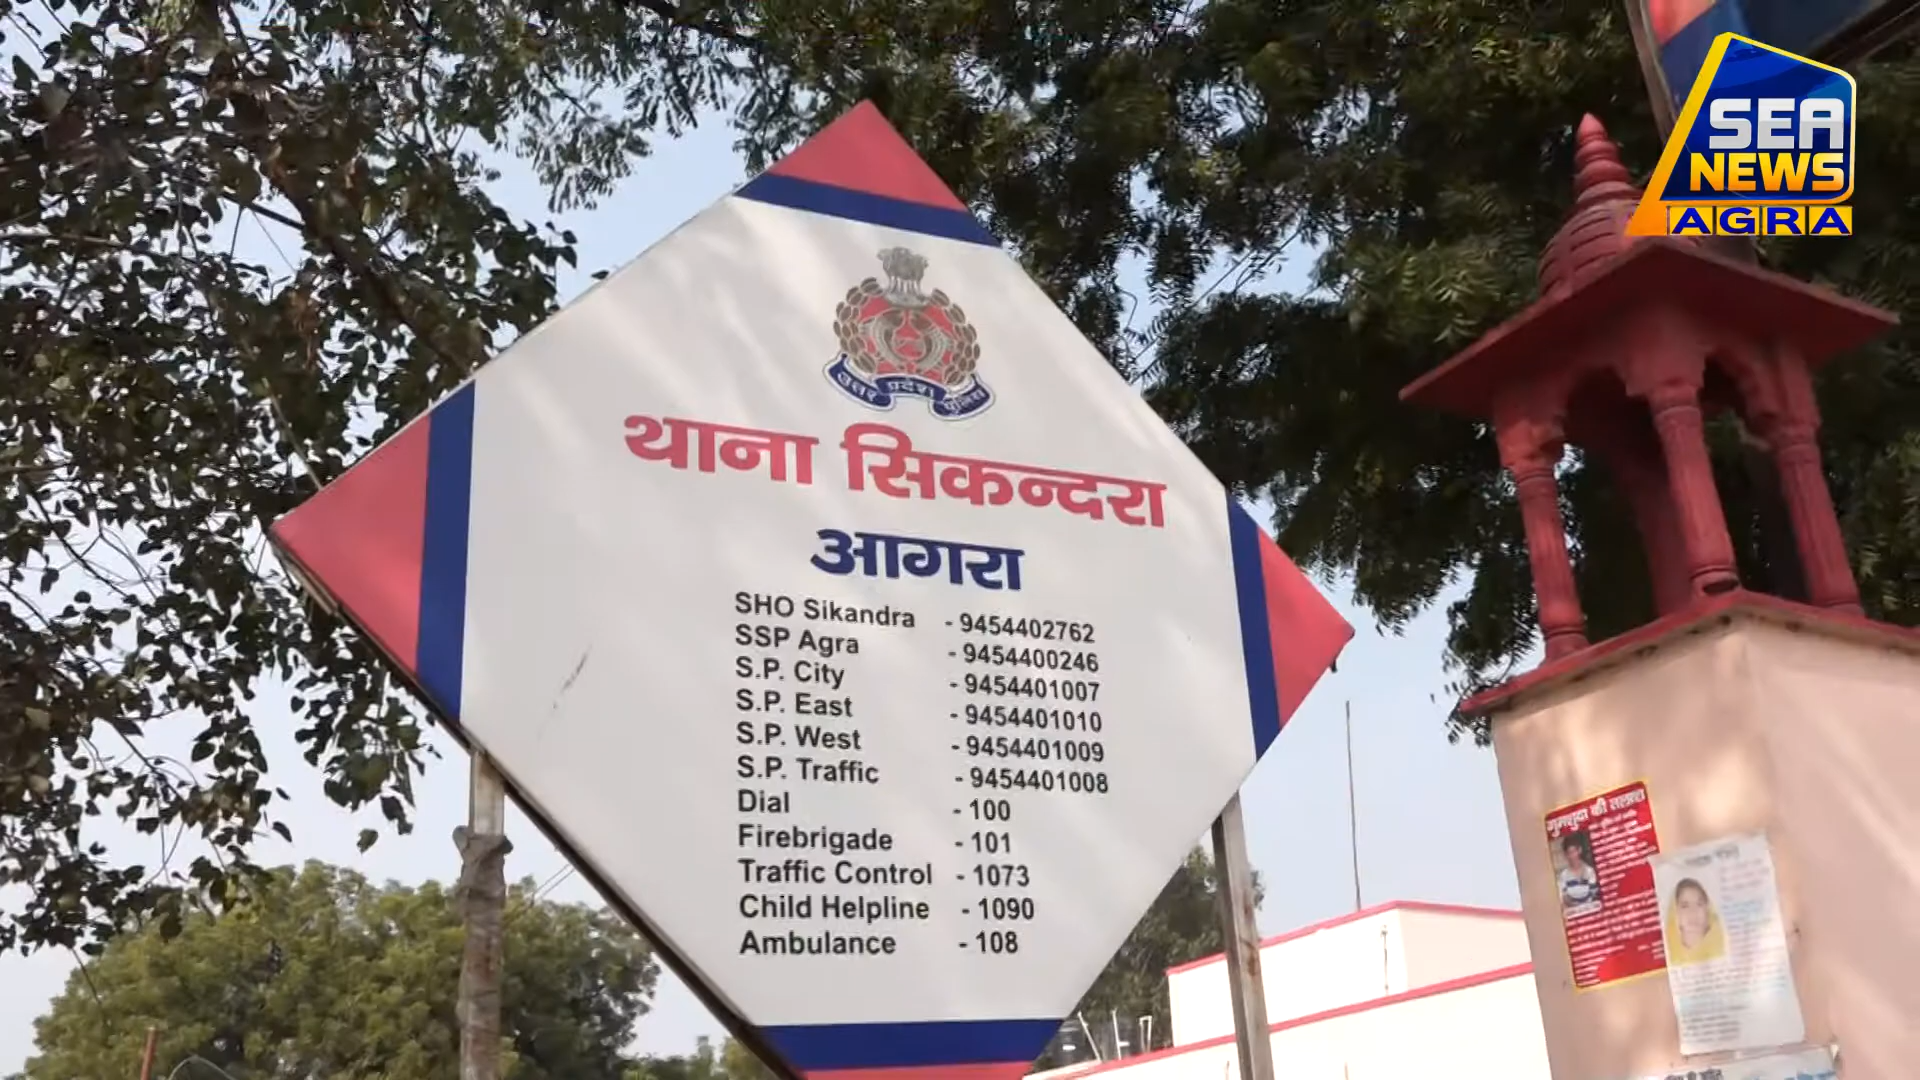 SEA
NEWS
AGRA
उत्तर प्रदेश पुलिस
थाना सिकन्दरा
आगरा
SHO Sikandra - 9454402762
SSP Agra - 9454400246
S.P. City - 9454401007
S.P. East - 9454401010
S.P. West - 9454401009
S.P. Traffic - 9454401008
Dial - 100
Firebrigade - 101
Traffic Control - 1073
Child Helpline - 1090
Ambulance - 108
गुमशुदा की तलाश